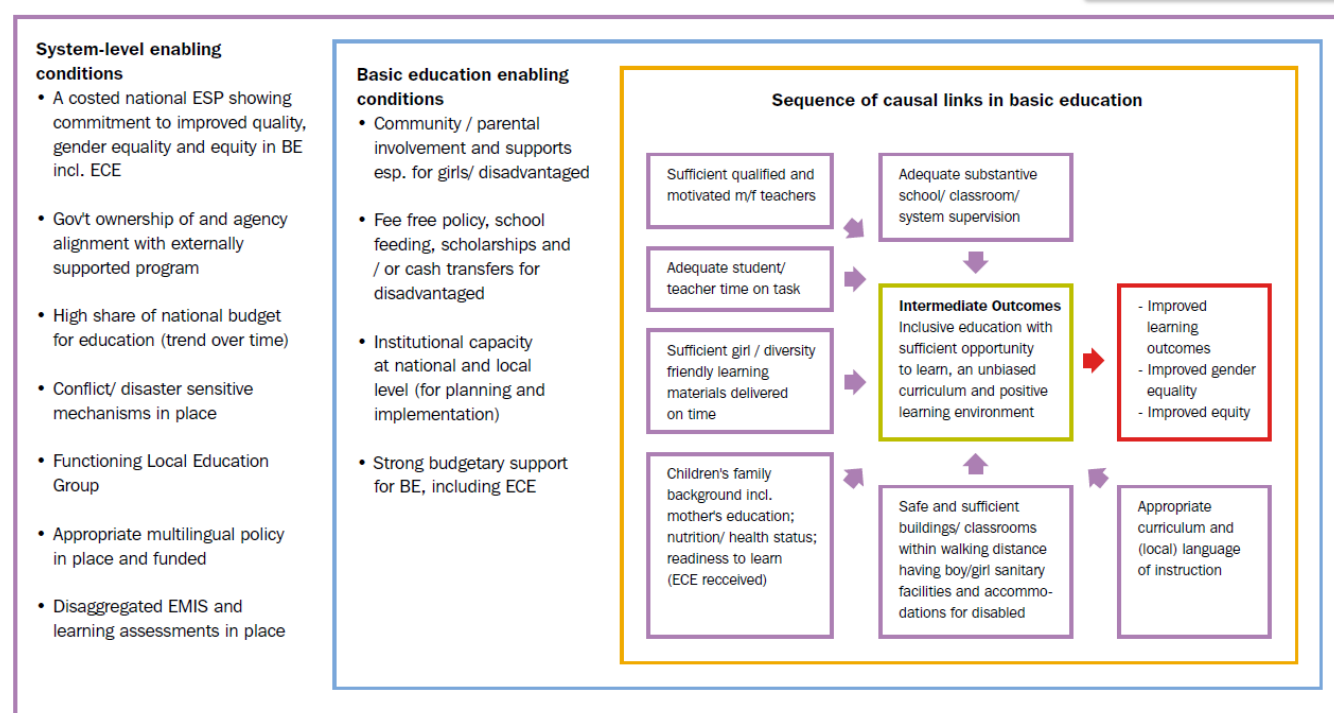 System-level enabling
conditions
• A costed national ESP showing
commitment to improved quality,
gender equality and equity in BE
incl. ECE
• Gov't ownership of and agency
alignment with externally
supported program
• High share of national budget
for education (trend over time)
• Conflict/ disaster sensitive
mechanisms in place
• Functioning Local Education
Group
• Appropriate multilingual policy
in place and funded
• Disaggregated EMIS and
learning assessments in place
Basic education enabling
conditions
• Community / parental
involvement and supports
esp. for girls/ disadvantaged
• Fee free policy, school
feeding, scholarships and
/ or cash transfers for
disadvantaged
• Institutional capacity
at national and local
level (for planning and
implementation)
• Strong budgetary support
for BE, including ECE
Sequence of causal links in basic education
Sufficient qualified and
motivated m/f teachers
Adequate substantive
school/ classroom/
system supervision
Adequate student/
teacher time on task
Sufficient girl / diversity
friendly learning
materials delivered
on time
Intermediate Outcomes
Inclusive education with
sufficient opportunity
to learn, an unbiased
curriculum and positive
learning environment
- Improved
learning
outcomes
- Improved gender
equality
- Improved equity
Children's family
background incl.
mother's education;
nutrition/ health status;
readiness to learn
(ECE recceived)
Safe and sufficient
buildings/ classrooms
within walking distance
having boy/girl sanitary
facilities and accommo-
dations for disabled
Appropriate
curriculum and
(local) language
of instruction